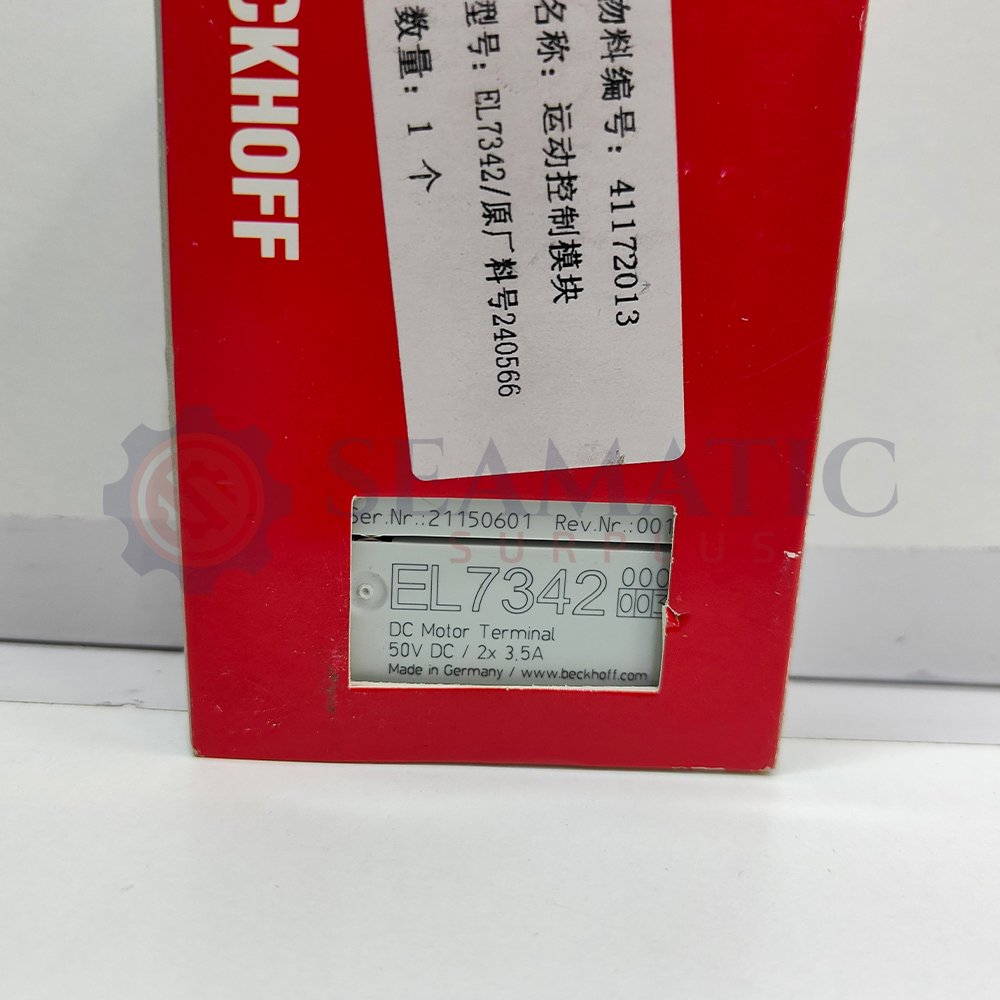 CKHOFF
物料编号: 41172013
名称: 运动控制模块
型号: EL7342/原厂料号240566
数量: 1 个
SEAMATIC
SURPLUS
Ser.Nr.:21150601 Rev.Nr.:001
EL7342 000
003
DC Motor Terminal
50V DC / 2x 3,5A
Made in Germany / www.beckhoff.com